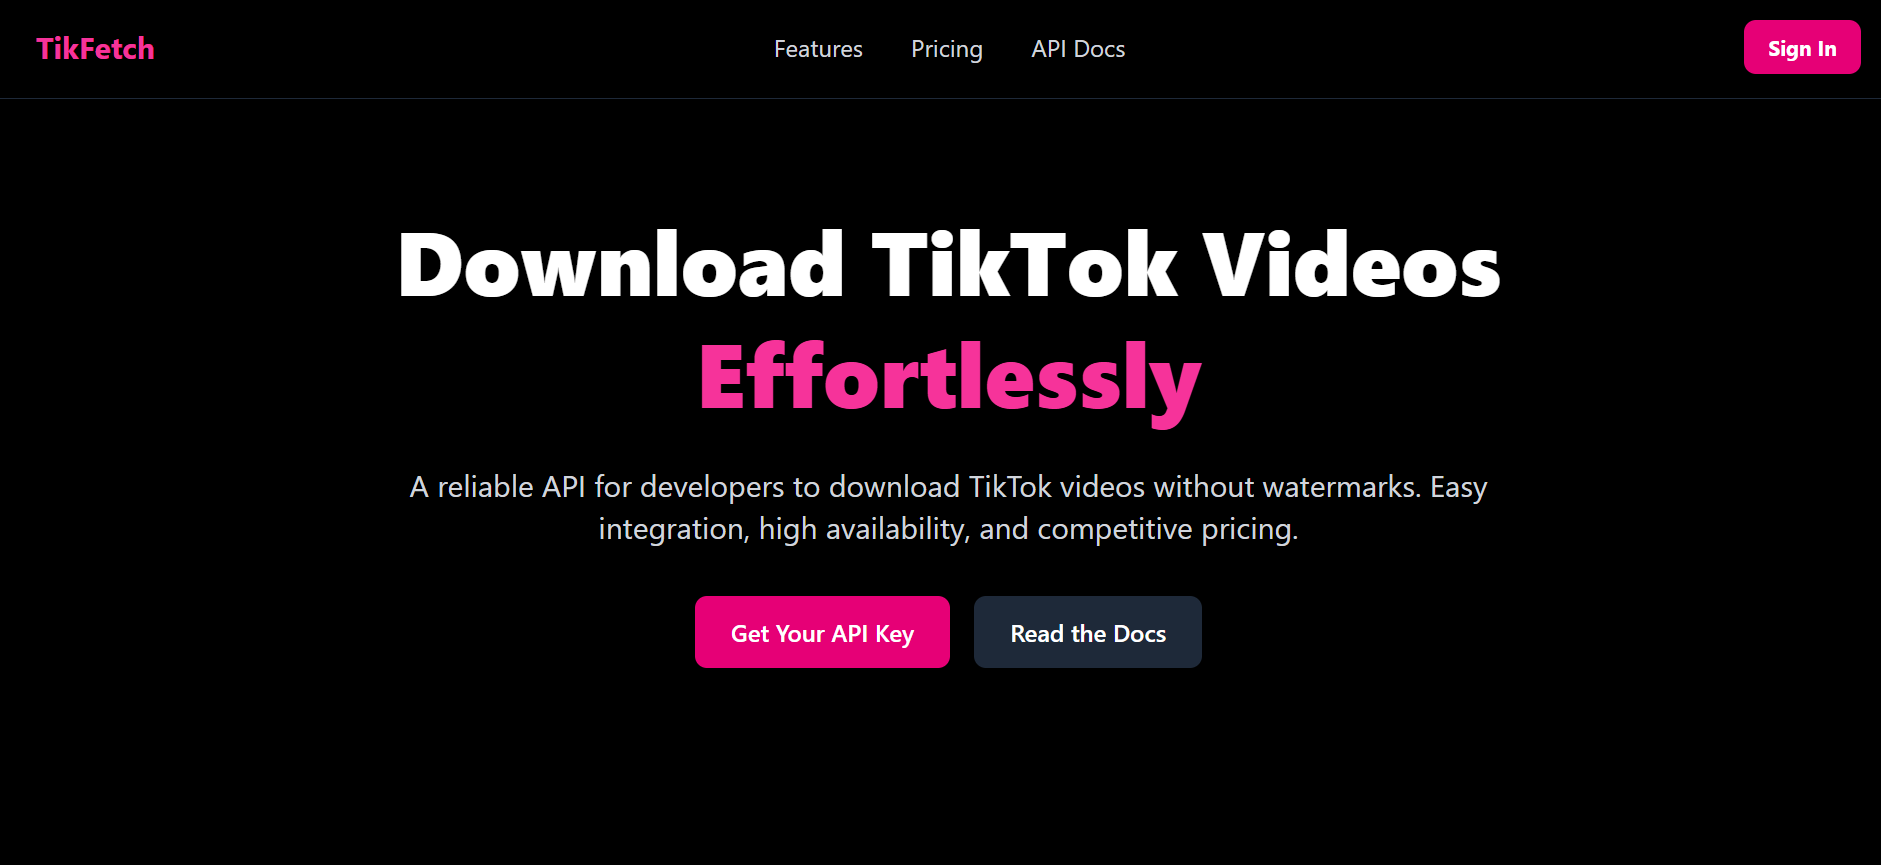 TikFetch
Features
Pricing
API Docs
Sign In
Download TikTok Videos
Effortlessly
A reliable API for developers to download TikTok videos without watermarks. Easy
integration, high availability, and competitive pricing.
Get Your API Key
Read the Docs